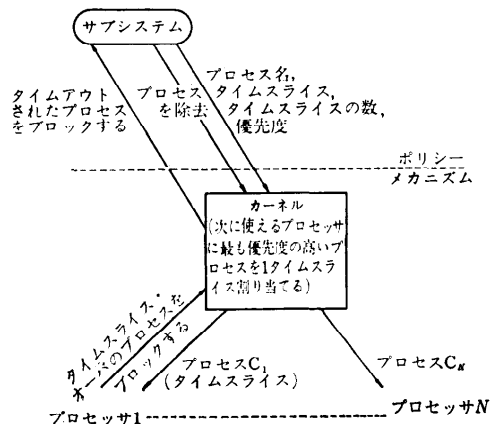 サブシステム
タイムアウト
されたプロセス
をブロックする
プロセス
を除去
プロセス名,
タイムスライス,
タイムスライスの数,
優先度
ポリシー
メカニズム
カーネル
(次に使えるプロセッサ
に最も優先度の高いプ
ロセスを1タイムスラ
イス割り当てる)
タイムスライス・
オーバのプロセスを
ブロックする
プロセスC₁
(タイムスライス)
プロセスC_N
プロセッサ1
プロセッサN